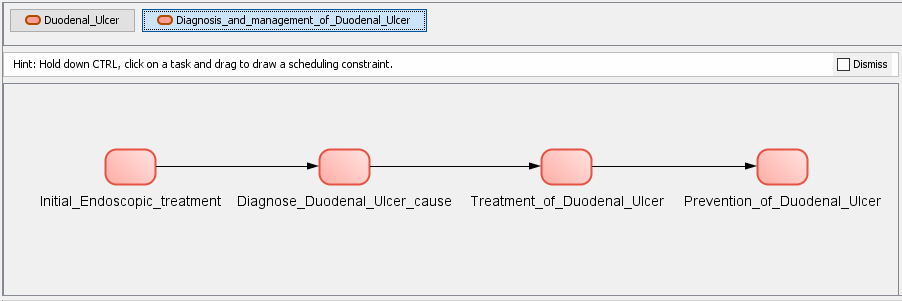 Duodenal_Ulcer
Diagnosis_and_management_of_Duodenal_Ulcer
Hint: Hold down CTRL, click on a task and drag to draw a scheduling constraint.
Dismiss
Initial_Endoscopic_treatment
Diagnose_Duodenal_Ulcer_cause
Treatment_of_Duodenal_Ulcer
Prevention_of_Duodenal_Ulcer